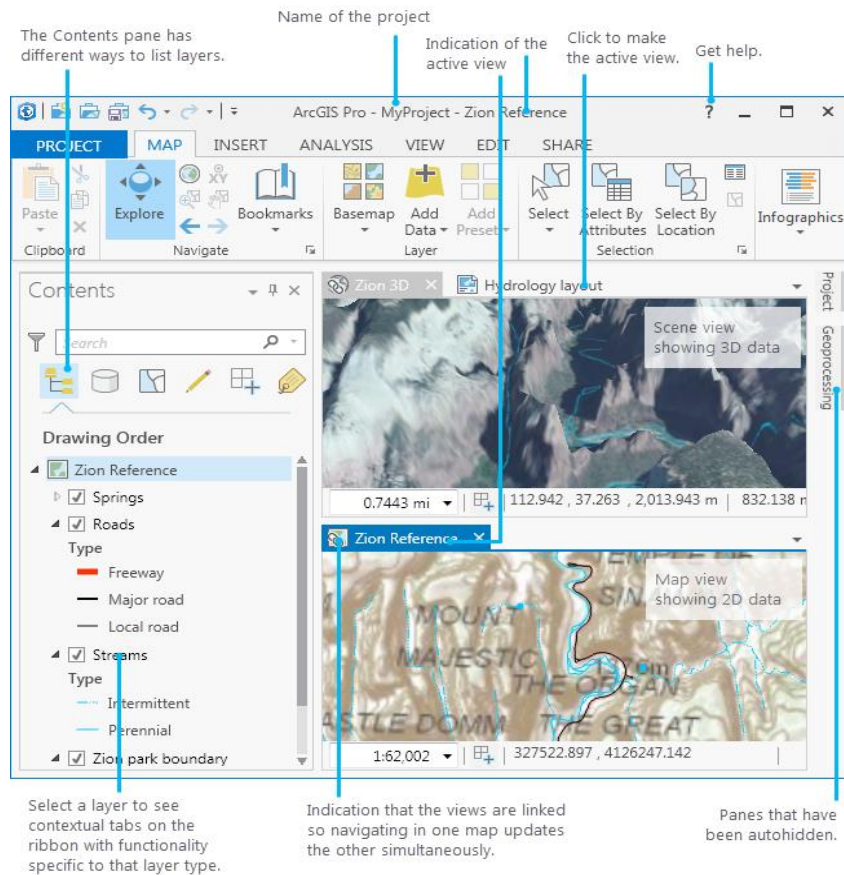 Name of the project
The Contents pane has
different ways to list layers.
Indication of the
active view
Click to make
the active view.
Get help.
ArcGIS Pro - MyProject - Zion Reference
?
PROJECT
MAP
INSERT
ANALYSIS
VIEW
EDIT
SHARE
Paste
Explore
XY
Bookmarks
Basemap
Add
Data
Add
Preset
Select
Select By
Attributes
Select By
Location
Infographics
Clipboard
Navigate
Layer
Selection
Contents
Search
Drawing Order
Zion Reference
Springs
Roads
Type
Freeway
Major road
Local road
Streams
Type
Intermittent
Perennial
Zion park boundary
Zion 3D
Hydrology layout
Scene view
showing 3D data
0.7443 mi
112.942 , 37.263 , 2,013.943 m
832.138
Project
Geoprocessing
Zion Reference
Map view
showing 2D data
TEMPLE OF
MOUNT
MAJESTIC
THE ORGAN
THE GREAT
1:62,002
327522.897 , 4126247.142
Select a layer to see
contextual tabs on the
ribbon with functionality
specific to that layer type.
Indication that the views are linked
so navigating in one map updates
the other simultaneously.
Panes that have
been autohidden.